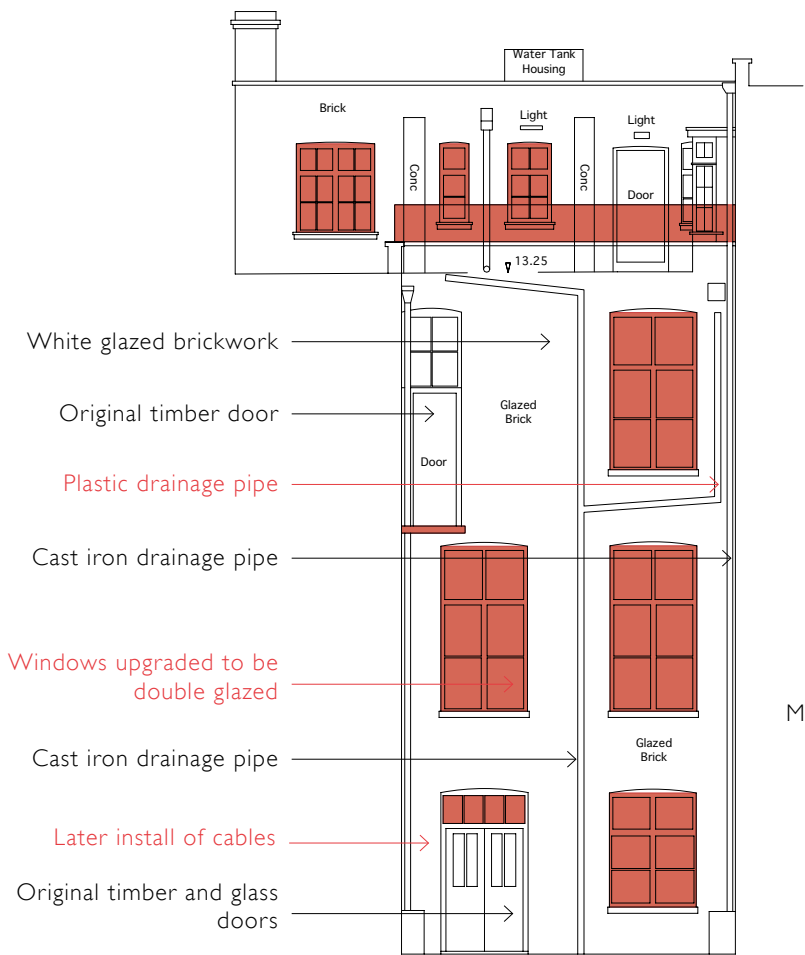 Water Tank
Housing
Brick
Light
Light
Conc
Conc
Door
13.25
White glazed brickwork
Original timber door
Glazed
Brick
Door
Plastic drainage pipe
Cast iron drainage pipe
Windows upgraded to be
double glazed
M
Glazed
Brick
Cast iron drainage pipe
Later install of cables
Original timber and glass
doors